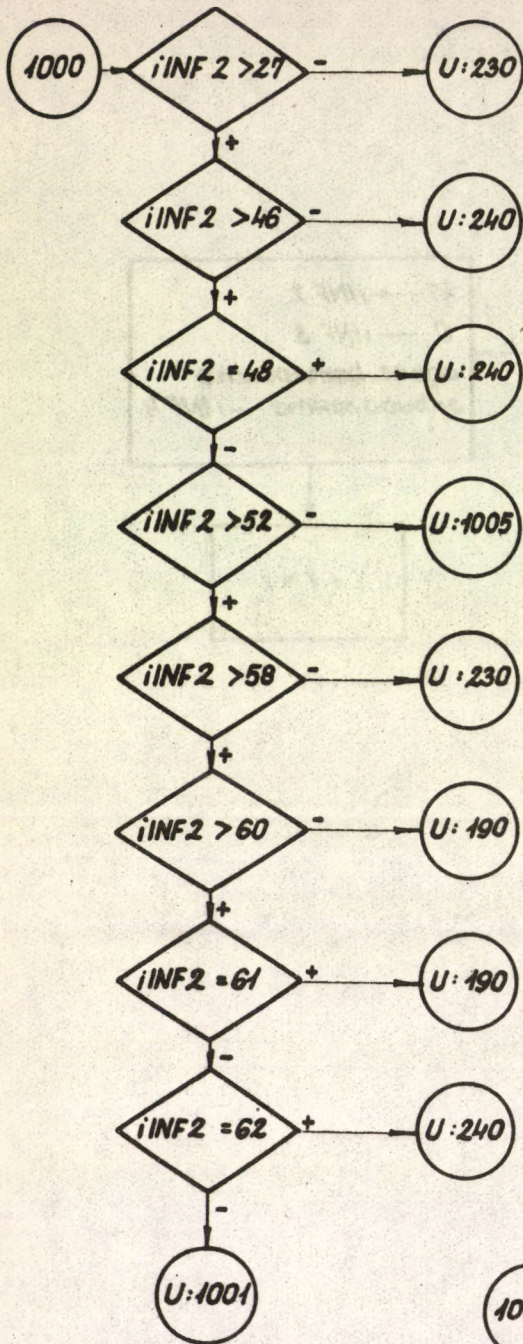 1000 iINF 2 >27 - U:230
+
iINF 2 >46 - U:240
+
iINF 2 =48 + U:240
-
iINF 2 >52 - U:1005
+
iINF 2 >58 - U:230
+
iINF 2 >60 - U:190
+
iINF 2 =61 + U:190
-
iINF 2 =62 + U:240
-
U:1001
10